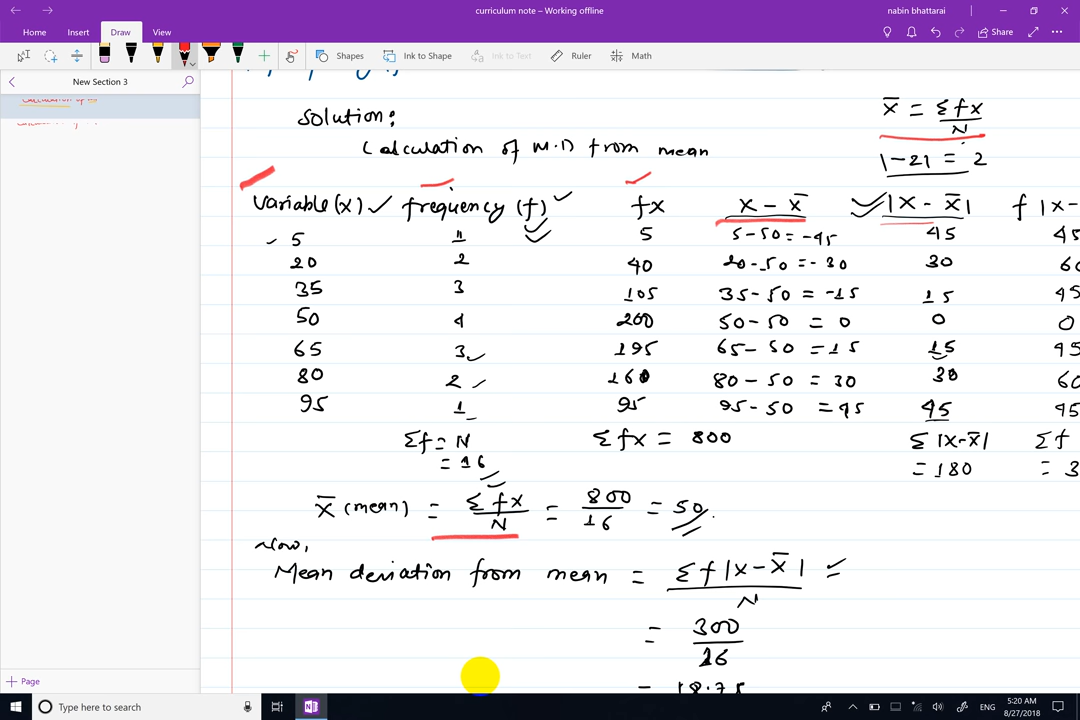 curriculum note – Working offline
nabin bhattarai
Home Insert Draw View
Share
Shapes Ink to Shape Ink to Text Ruler Math
New Section 3
Solution:
Calculation of M.D from mean
x̄ = Σfx / N
|-2| = 2
Variable(x) frequency (f) fx x - x̄ |x - x̄| f |x -
5 1 5 5-50 = -45 45 45
20 2 40 20-50 = -30 30 60
35 3 105 35-50 = -15 15 45
50 4 200 50-50 = 0 0 0
65 3 195 65-50 = 15 15 45
80 2 160 80-50 = 30 30 60
95 1 95 95-50 = 45 45 45
Σf = N Σfx = 800 Σ|x-x̄| Σf
= 16 = 180 = 3
x̄ (mean) = Σfx / N = 800 / 16 = 50
Now,
Mean deviation from mean = Σf|x-x̄| / N
= 300 / 16
= 18.75
+ Page
Type here to search
ENG
5:20 AM
8/27/2018